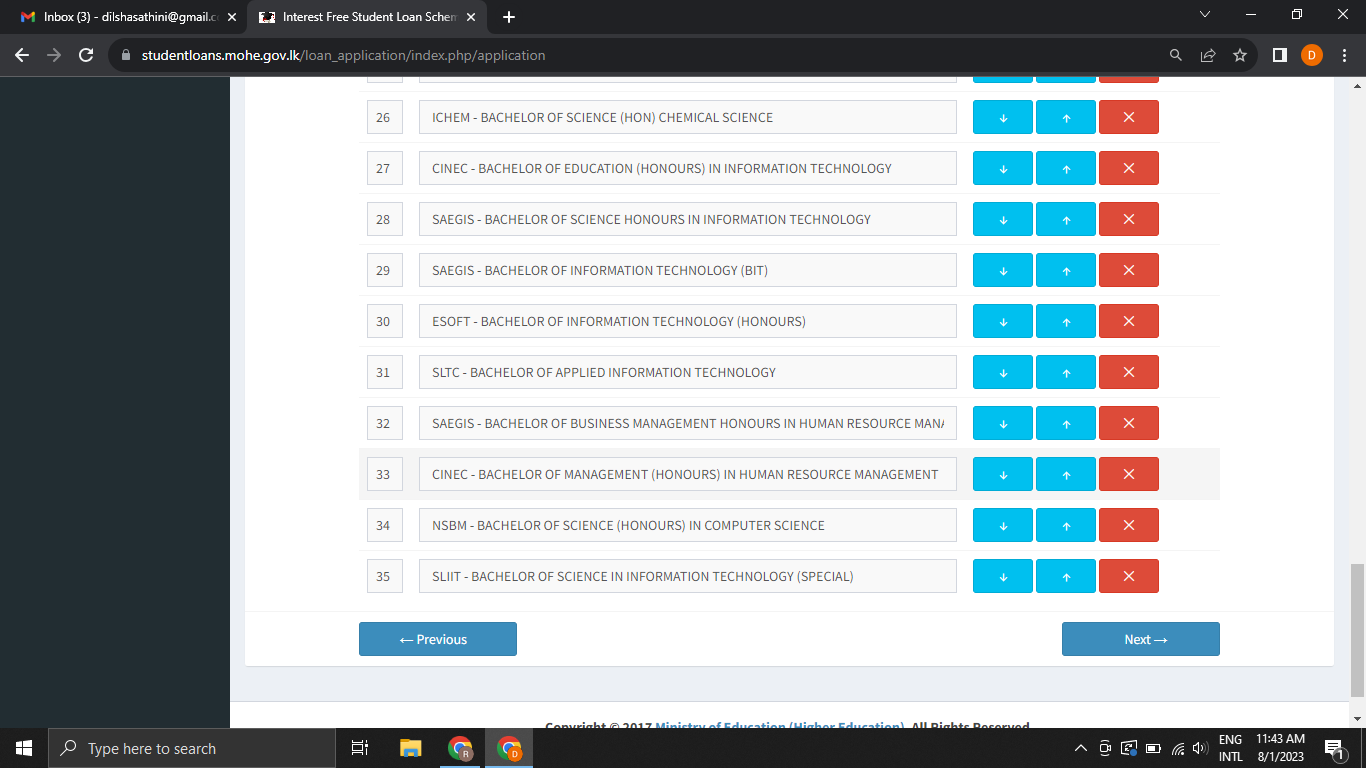 Inbox (3) - dilshasathini@gmail.c
Interest Free Student Loan Schem
studentloans.mohe.gov.lk/loan_application/index.php/application
D
26 ICHEM - BACHELOR OF SCIENCE (HON) CHEMICAL SCIENCE
27 CINEC - BACHELOR OF EDUCATION (HONOURS) IN INFORMATION TECHNOLOGY
28 SAEGIS - BACHELOR OF SCIENCE HONOURS IN INFORMATION TECHNOLOGY
29 SAEGIS - BACHELOR OF INFORMATION TECHNOLOGY (BIT)
30 ESOFT - BACHELOR OF INFORMATION TECHNOLOGY (HONOURS)
31 SLTC - BACHELOR OF APPLIED INFORMATION TECHNOLOGY
32 SAEGIS - BACHELOR OF BUSINESS MANAGEMENT HONOURS IN HUMAN RESOURCE MANA
33 CINEC - BACHELOR OF MANAGEMENT (HONOURS) IN HUMAN RESOURCE MANAGEMENT
34 NSBM - BACHELOR OF SCIENCE (HONOURS) IN COMPUTER SCIENCE
35 SLIIT - BACHELOR OF SCIENCE IN INFORMATION TECHNOLOGY (SPECIAL)
← Previous
Next →
Copyright © 2017 Ministry of Education (Higher Education). All Rights Reserved
Type here to search
R
D
ENG
INTL
11:43 AM
8/1/2023
1